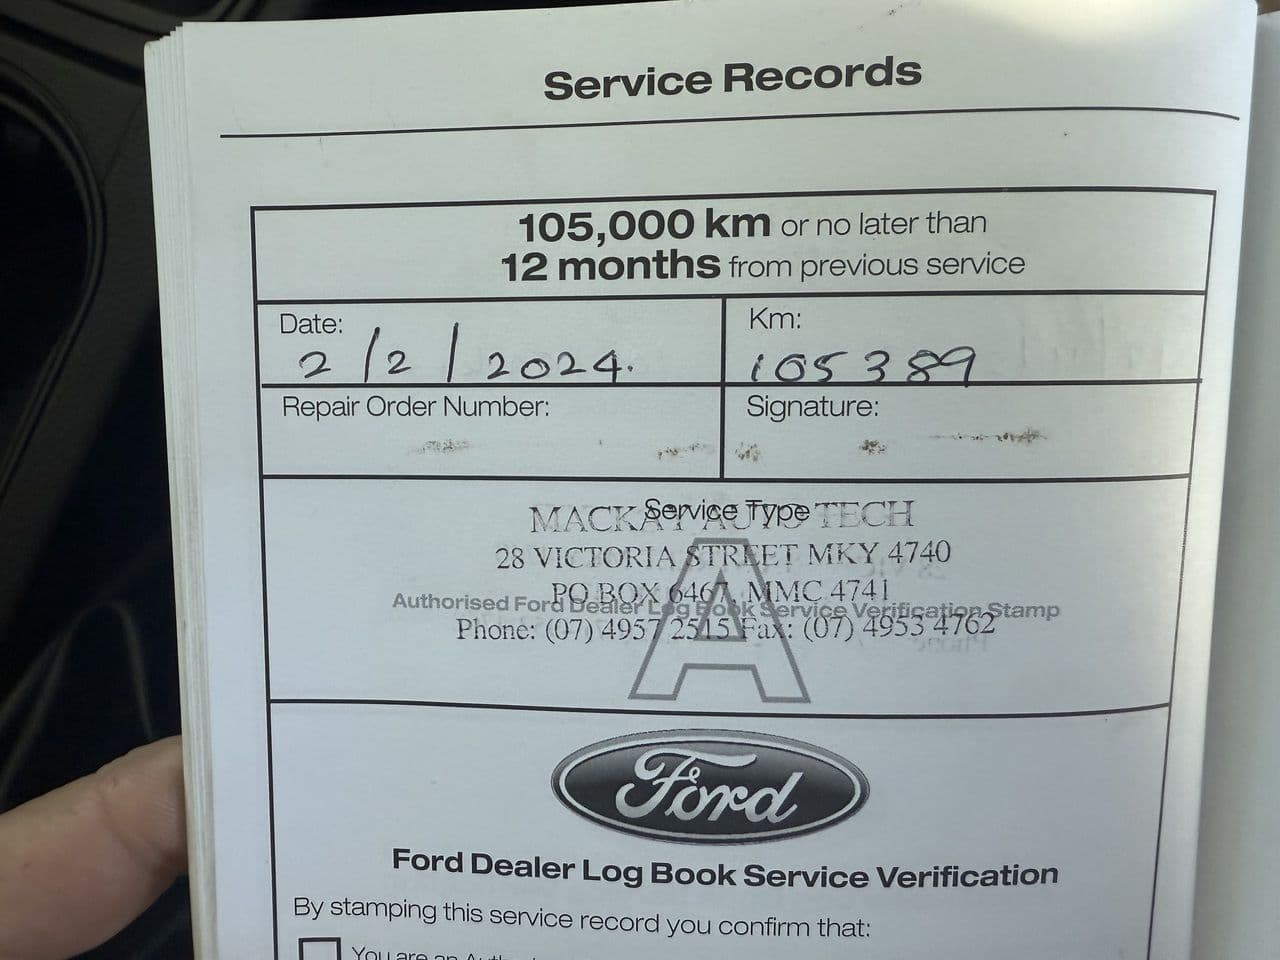 Service Records
105,000 km or no later than
12 months from previous service
Date:
2/2/2024.
Km:
105389
Repair Order Number:
Signature:
Service Type
MACKAY AUTO TECH
28 VICTORIA STREET MKY 4740
PO BOX 6467, MMC 4741
Authorised Ford Dealer Log Book Service Verification Stamp
Phone: (07) 4957 2515 Fax: (07) 4953 4762
A
Ford
Ford Dealer Log Book Service Verification
By stamping this service record you confirm that:
You are an